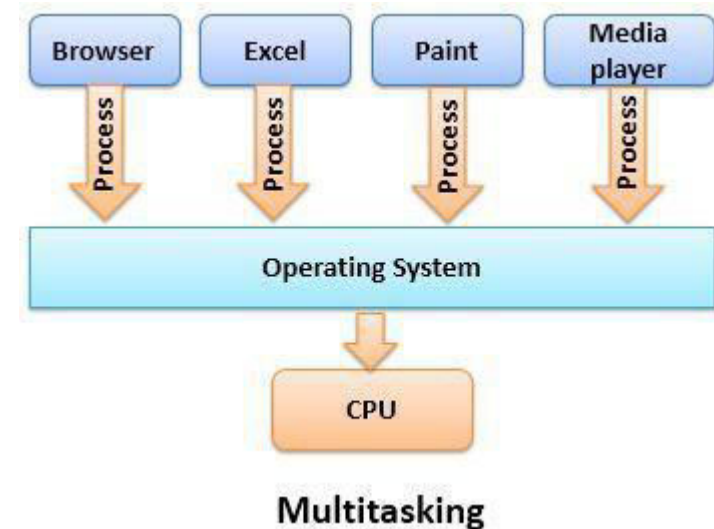 Browser
Excel
Paint
Media
player
Process
Process
Process
Process
Operating System
CPU
Multitasking